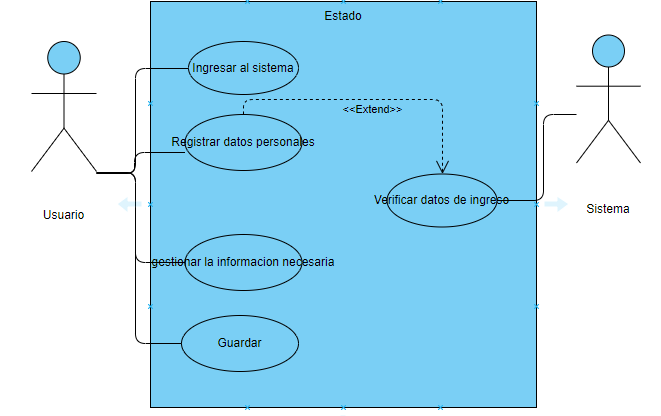 Estado
Ingresar al sistema
<<Extend>>
Registrar datos personales
Verificar datos de ingreso
Usuario
Sistema
gestionar la informacion necesaria
Guardar